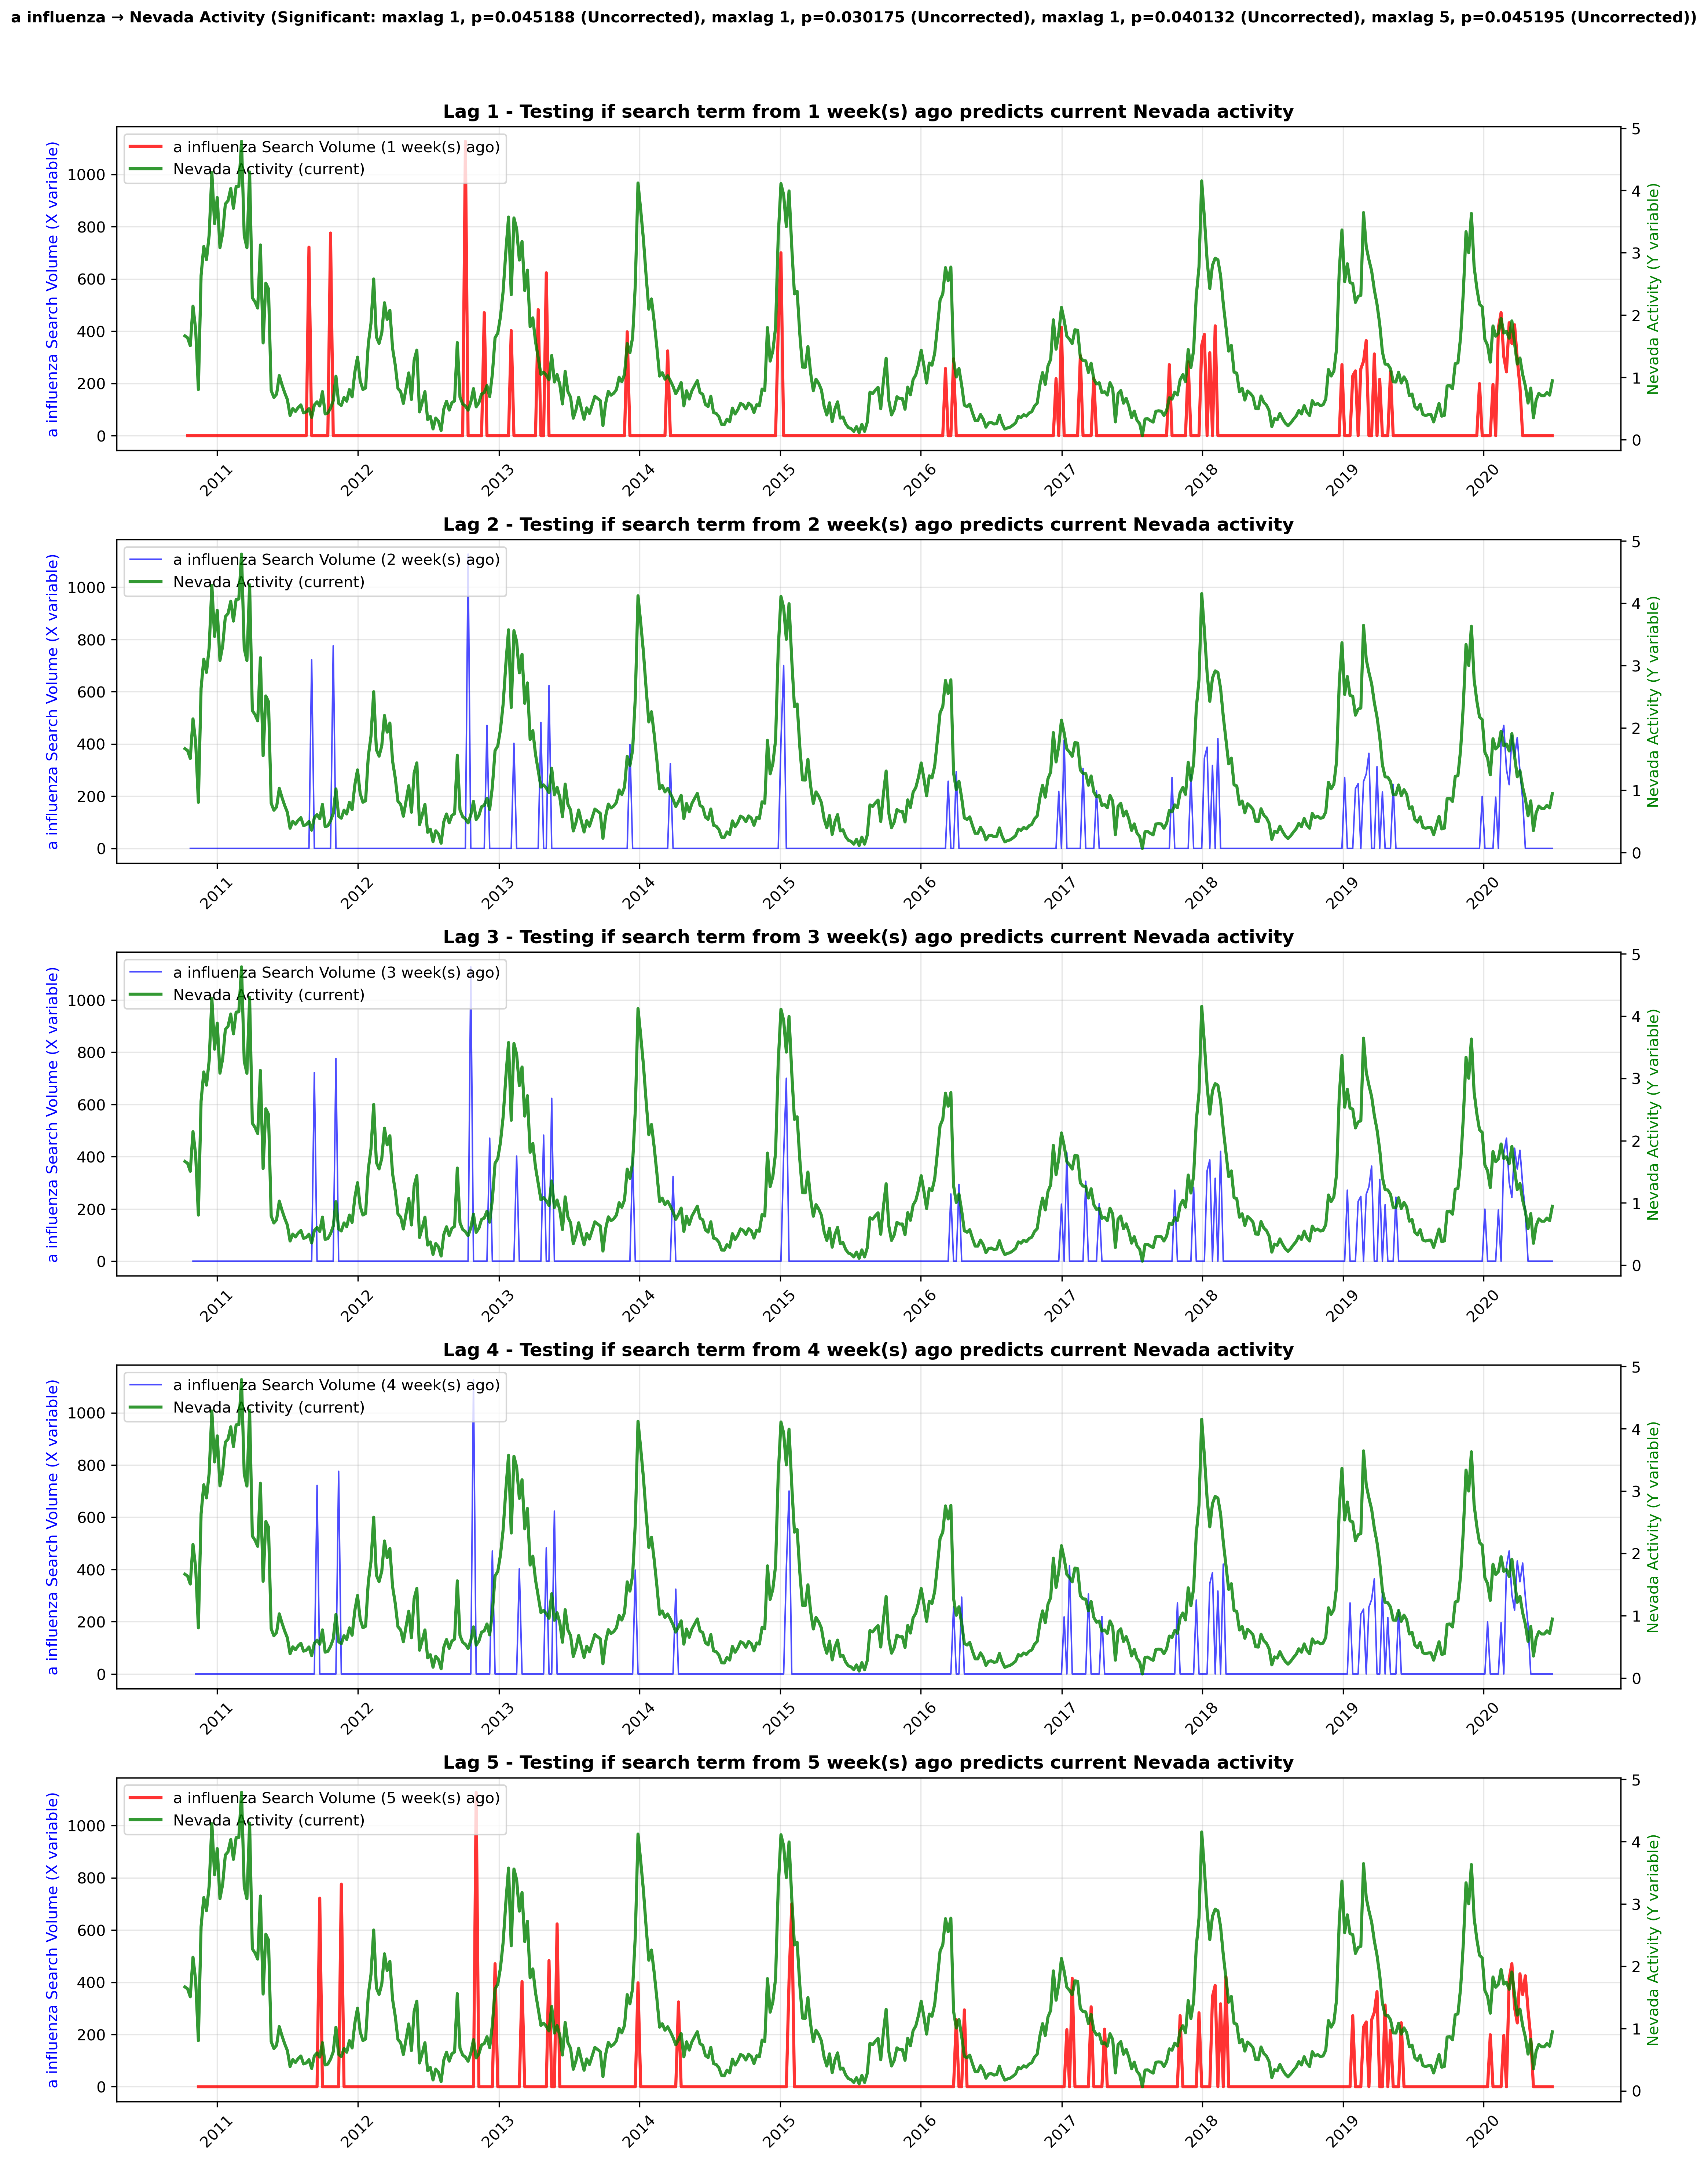 a influenza → Nevada Activity (Significant: maxlag 1, p=0.045188 (Uncorrected), maxlag 1, p=0.030175 (Uncorrected), maxlag 1, p=0.040132 (Uncorrected), maxlag 5, p=0.045195 (Uncorrected))
Lag 1 - Testing if search term from 1 week(s) ago predicts current Nevada activity
a influenza Search Volume (1 week(s) ago)
Nevada Activity (current)
a influenza Search Volume (X variable)
1000
800
600
400
200
0
5
4
3
2
1
0
Nevada Activity (Y variable)
2011 2012 2013 2014 2015 2016 2017 2018 2019 2020
Lag 2 - Testing if search term from 2 week(s) ago predicts current Nevada activity
a influenza Search Volume (2 week(s) ago)
Nevada Activity (current)
a influenza Search Volume (X variable)
1000
800
600
400
200
0
5
4
3
2
1
0
Nevada Activity (Y variable)
2011 2012 2013 2014 2015 2016 2017 2018 2019 2020
Lag 3 - Testing if search term from 3 week(s) ago predicts current Nevada activity
a influenza Search Volume (3 week(s) ago)
Nevada Activity (current)
a influenza Search Volume (X variable)
1000
800
600
400
200
0
5
4
3
2
1
0
Nevada Activity (Y variable)
2011 2012 2013 2014 2015 2016 2017 2018 2019 2020
Lag 4 - Testing if search term from 4 week(s) ago predicts current Nevada activity
a influenza Search Volume (4 week(s) ago)
Nevada Activity (current)
a influenza Search Volume (X variable)
1000
800
600
400
200
0
5
4
3
2
1
0
Nevada Activity (Y variable)
2011 2012 2013 2014 2015 2016 2017 2018 2019 2020
Lag 5 - Testing if search term from 5 week(s) ago predicts current Nevada activity
a influenza Search Volume (5 week(s) ago)
Nevada Activity (current)
a influenza Search Volume (X variable)
1000
800
600
400
200
0
5
4
3
2
1
0
Nevada Activity (Y variable)
2011 2012 2013 2014 2015 2016 2017 2018 2019 2020